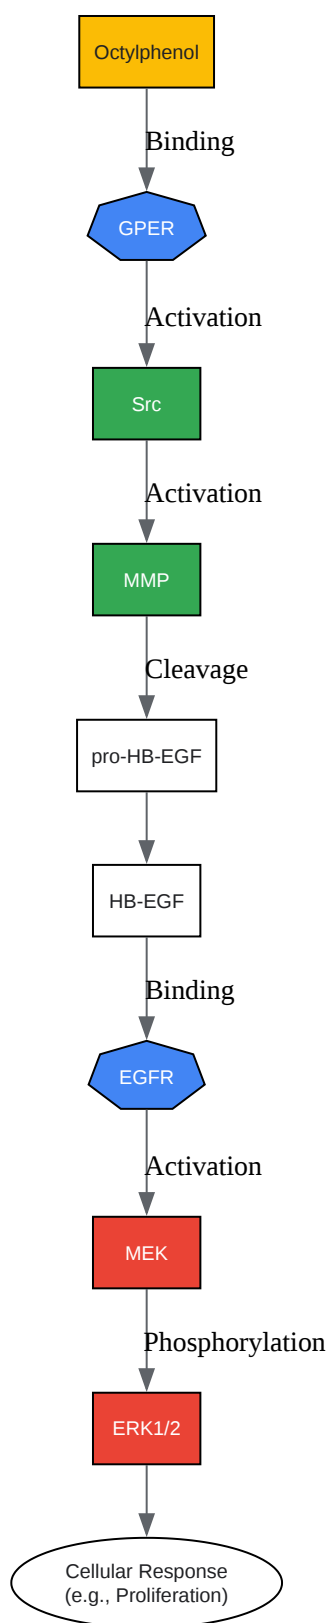 Octylphenol
Binding
GPER
Activation
Src
Activation
MMP
Cleavage
pro-HB-EGF
HB-EGF
Binding
EGFR
Activation
MEK
Phosphorylation
ERK1/2
Cellular Response
(e.g., Proliferation)